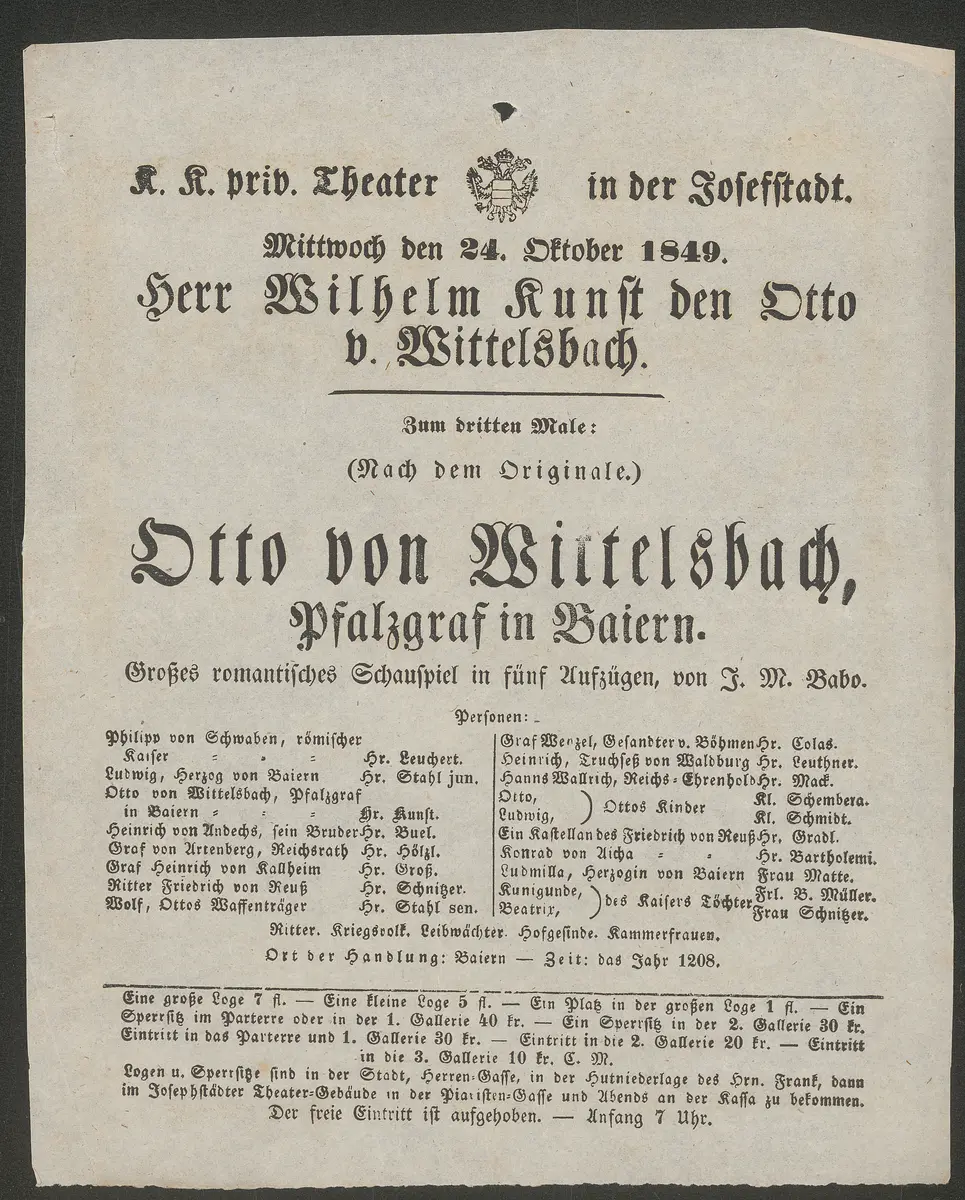 K. K. priv. Theater in der Josefstadt.
Mittwoch den 24. Oktober 1849.
Herr Wilhelm Kunst den Otto
v. Wittelsbach.
Zum dritten Male:
(Nach dem Originale.)
Otto von Wittelsbach,
Pfalzgraf in Baiern.
Großes romantisches Schauspiel in fünf Aufzügen, von J. M. Babo.
Personen:
Philipp von Schwaben, römischer
Kaiser = = = Hr. Leuchert.
Ludwig, Herzog von Baiern Hr. Stahl jun.
Otto von Wittelsbach, Pfalzgraf
in Baiern = = = Hr. Kunst.
Heinrich von Andechs, sein Bruder Hr. Buel.
Graf von Artenberg, Reichsrath Hr. Hölzl.
Graf Heinrich von Kallheim Hr. Groß.
Ritter Friedrich von Reuß Hr. Schnitzer.
Wolf, Ottos Waffenträger Hr. Stahl sen.
Graf Wenzel, Gesandter v. Böhmen Hr. Colas.
Heinrich, Truchseß von Waldburg Hr. Leuthner.
Hanns Wallrich, Reichs=Ehrenhold Hr. Mack.
Otto, ) Ottos Kinder Kl. Schembera.
Ludwig, Kl. Schmidt.
Ein Kastellan des Friedrich von Reuß Hr. Gradl.
Konrad von Aicha = = Hr. Bartholemi.
Ludmilla, Herzogin von Baiern Frau Matte.
Kunigunde, ) des Kaisers Töchter Frl. B. Müller.
Beatrix, Frau Schnitzer.
Ritter. Kriegsvolk. Leibwächter. Hofgesinde. Kammerfrauen.
Ort der Handlung: Baiern — Zeit: das Jahr 1208.
Eine große Loge 7 fl. — Eine kleine Loge 5 fl. — Ein Platz in der großen Loge 1 fl. — Ein
Sperrsitz im Parterre oder in der 1. Gallerie 40 kr. — Ein Sperrsitz in der 2. Gallerie 30 kr.
Eintritt in das Parterre und 1. Gallerie 30 kr. — Eintritt in die 2. Gallerie 20 kr. — Eintritt
in die 3. Gallerie 10 kr. C. M.
Logen u. Sperrsitze sind in der Stadt, Herren=Gasse, in der Hutniederlage des Hrn. Frank, dann
im Josephstädter Theater=Gebäude in der Piaristen=Gasse und Abends an der Kassa zu bekommen.
Der freie Eintritt ist aufgehoben. — Anfang 7 Uhr.